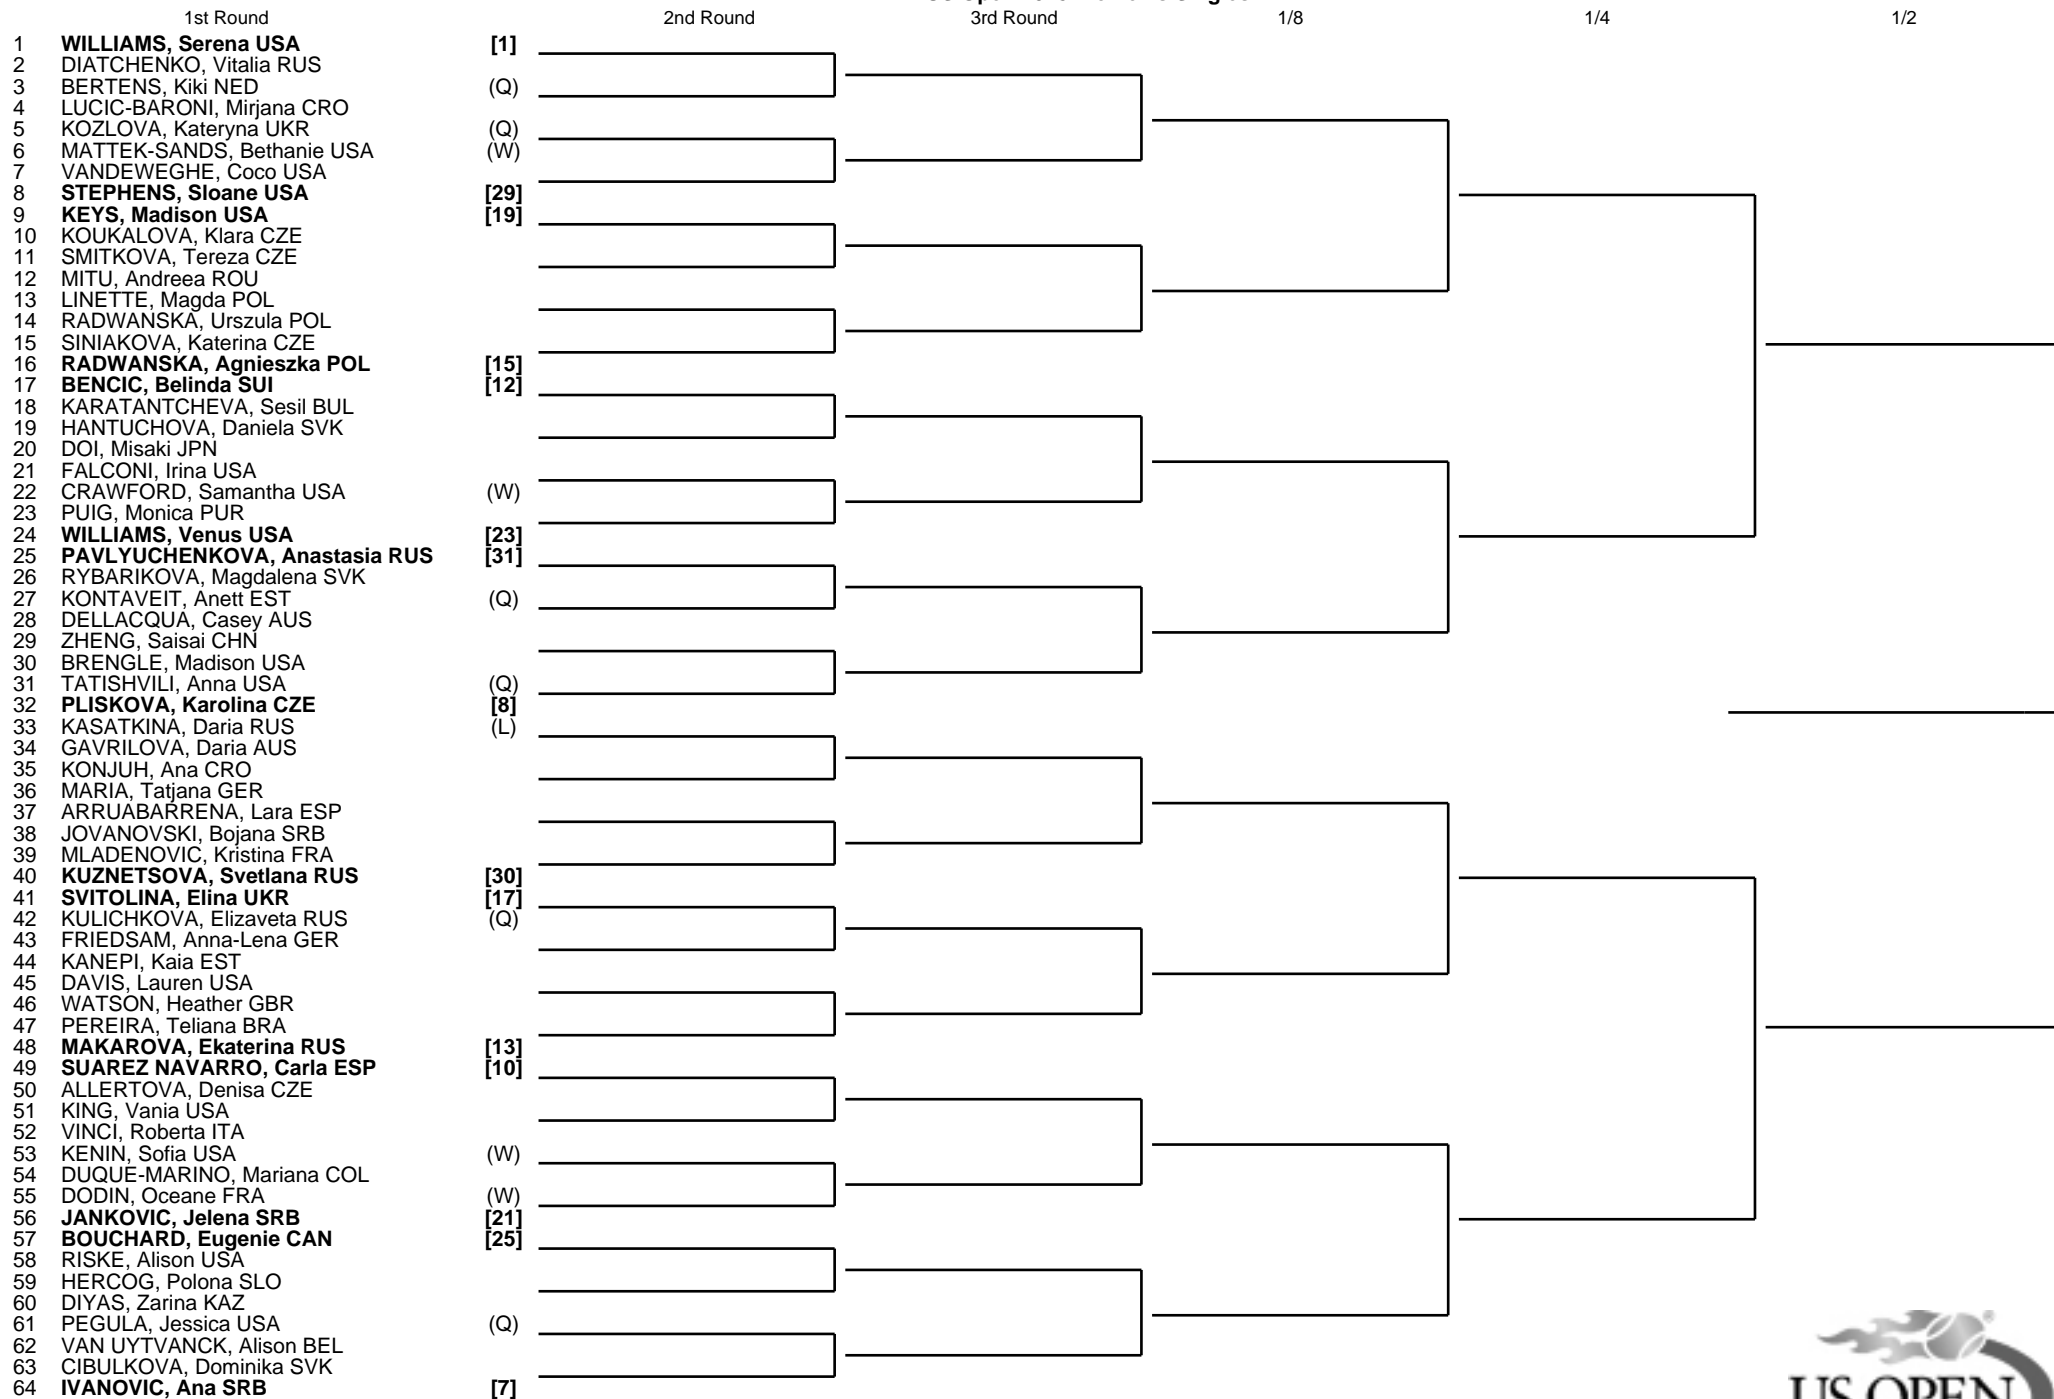 1st Round 2nd Round 3rd Round 1/8 1/4 1/2
1 WILLIAMS, Serena USA [1]
2 DIATCHENKO, Vitalia RUS
3 BERTENS, Kiki NED (Q)
4 LUCIC-BARONI, Mirjana CRO
5 KOZLOVA, Kateryna UKR (Q)
6 MATTEK-SANDS, Bethanie USA (W)
7 VANDEWEGHE, Coco USA
8 STEPHENS, Sloane USA [29]
9 KEYS, Madison USA [19]
10 KOUKALOVA, Klara CZE
11 SMITKOVA, Tereza CZE
12 MITU, Andreea ROU
13 LINETTE, Magda POL
14 RADWANSKA, Urszula POL
15 SINIAKOVA, Katerina CZE
16 RADWANSKA, Agnieszka POL [15]
17 BENCIC, Belinda SUI [12]
18 KARATANTCHEVA, Sesil BUL
19 HANTUCHOVA, Daniela SVK
20 DOI, Misaki JPN
21 FALCONI, Irina USA
22 CRAWFORD, Samantha USA (W)
23 PUIG, Monica PUR
24 WILLIAMS, Venus USA [23]
25 PAVLYUCHENKOVA, Anastasia RUS [31]
26 RYBARIKOVA, Magdalena SVK
27 KONTAVEIT, Anett EST (Q)
28 DELLACQUA, Casey AUS
29 ZHENG, Saisai CHN
30 BRENGLE, Madison USA
31 TATISHVILI, Anna USA (Q)
32 PLISKOVA, Karolina CZE [8]
33 KASATKINA, Daria RUS (L)
34 GAVRILOVA, Daria AUS
35 KONJUH, Ana CRO
36 MARIA, Tatjana GER
37 ARRUABARRENA, Lara ESP
38 JOVANOVSKI, Bojana SRB
39 MLADENOVIC, Kristina FRA
40 KUZNETSOVA, Svetlana RUS [30]
41 SVITOLINA, Elina UKR [17]
42 KULICHKOVA, Elizaveta RUS (Q)
43 FRIEDSAM, Anna-Lena GER
44 KANEPI, Kaia EST
45 DAVIS, Lauren USA
46 WATSON, Heather GBR
47 PEREIRA, Teliana BRA
48 MAKAROVA, Ekaterina RUS [13]
49 SUAREZ NAVARRO, Carla ESP [10]
50 ALLERTOVA, Denisa CZE
51 KING, Vania USA
52 VINCI, Roberta ITA
53 KENIN, Sofia USA (W)
54 DUQUE-MARINO, Mariana COL
55 DODIN, Oceane FRA (W)
56 JANKOVIC, Jelena SRB [21]
57 BOUCHARD, Eugenie CAN [25]
58 RISKE, Alison USA
59 HERCOG, Polona SLO
60 DIYAS, Zarina KAZ
61 PEGULA, Jessica USA (Q)
62 VAN UYTVANCK, Alison BEL
63 CIBULKOVA, Dominika SVK
64 IVANOVIC, Ana SRB [7]
US OPEN